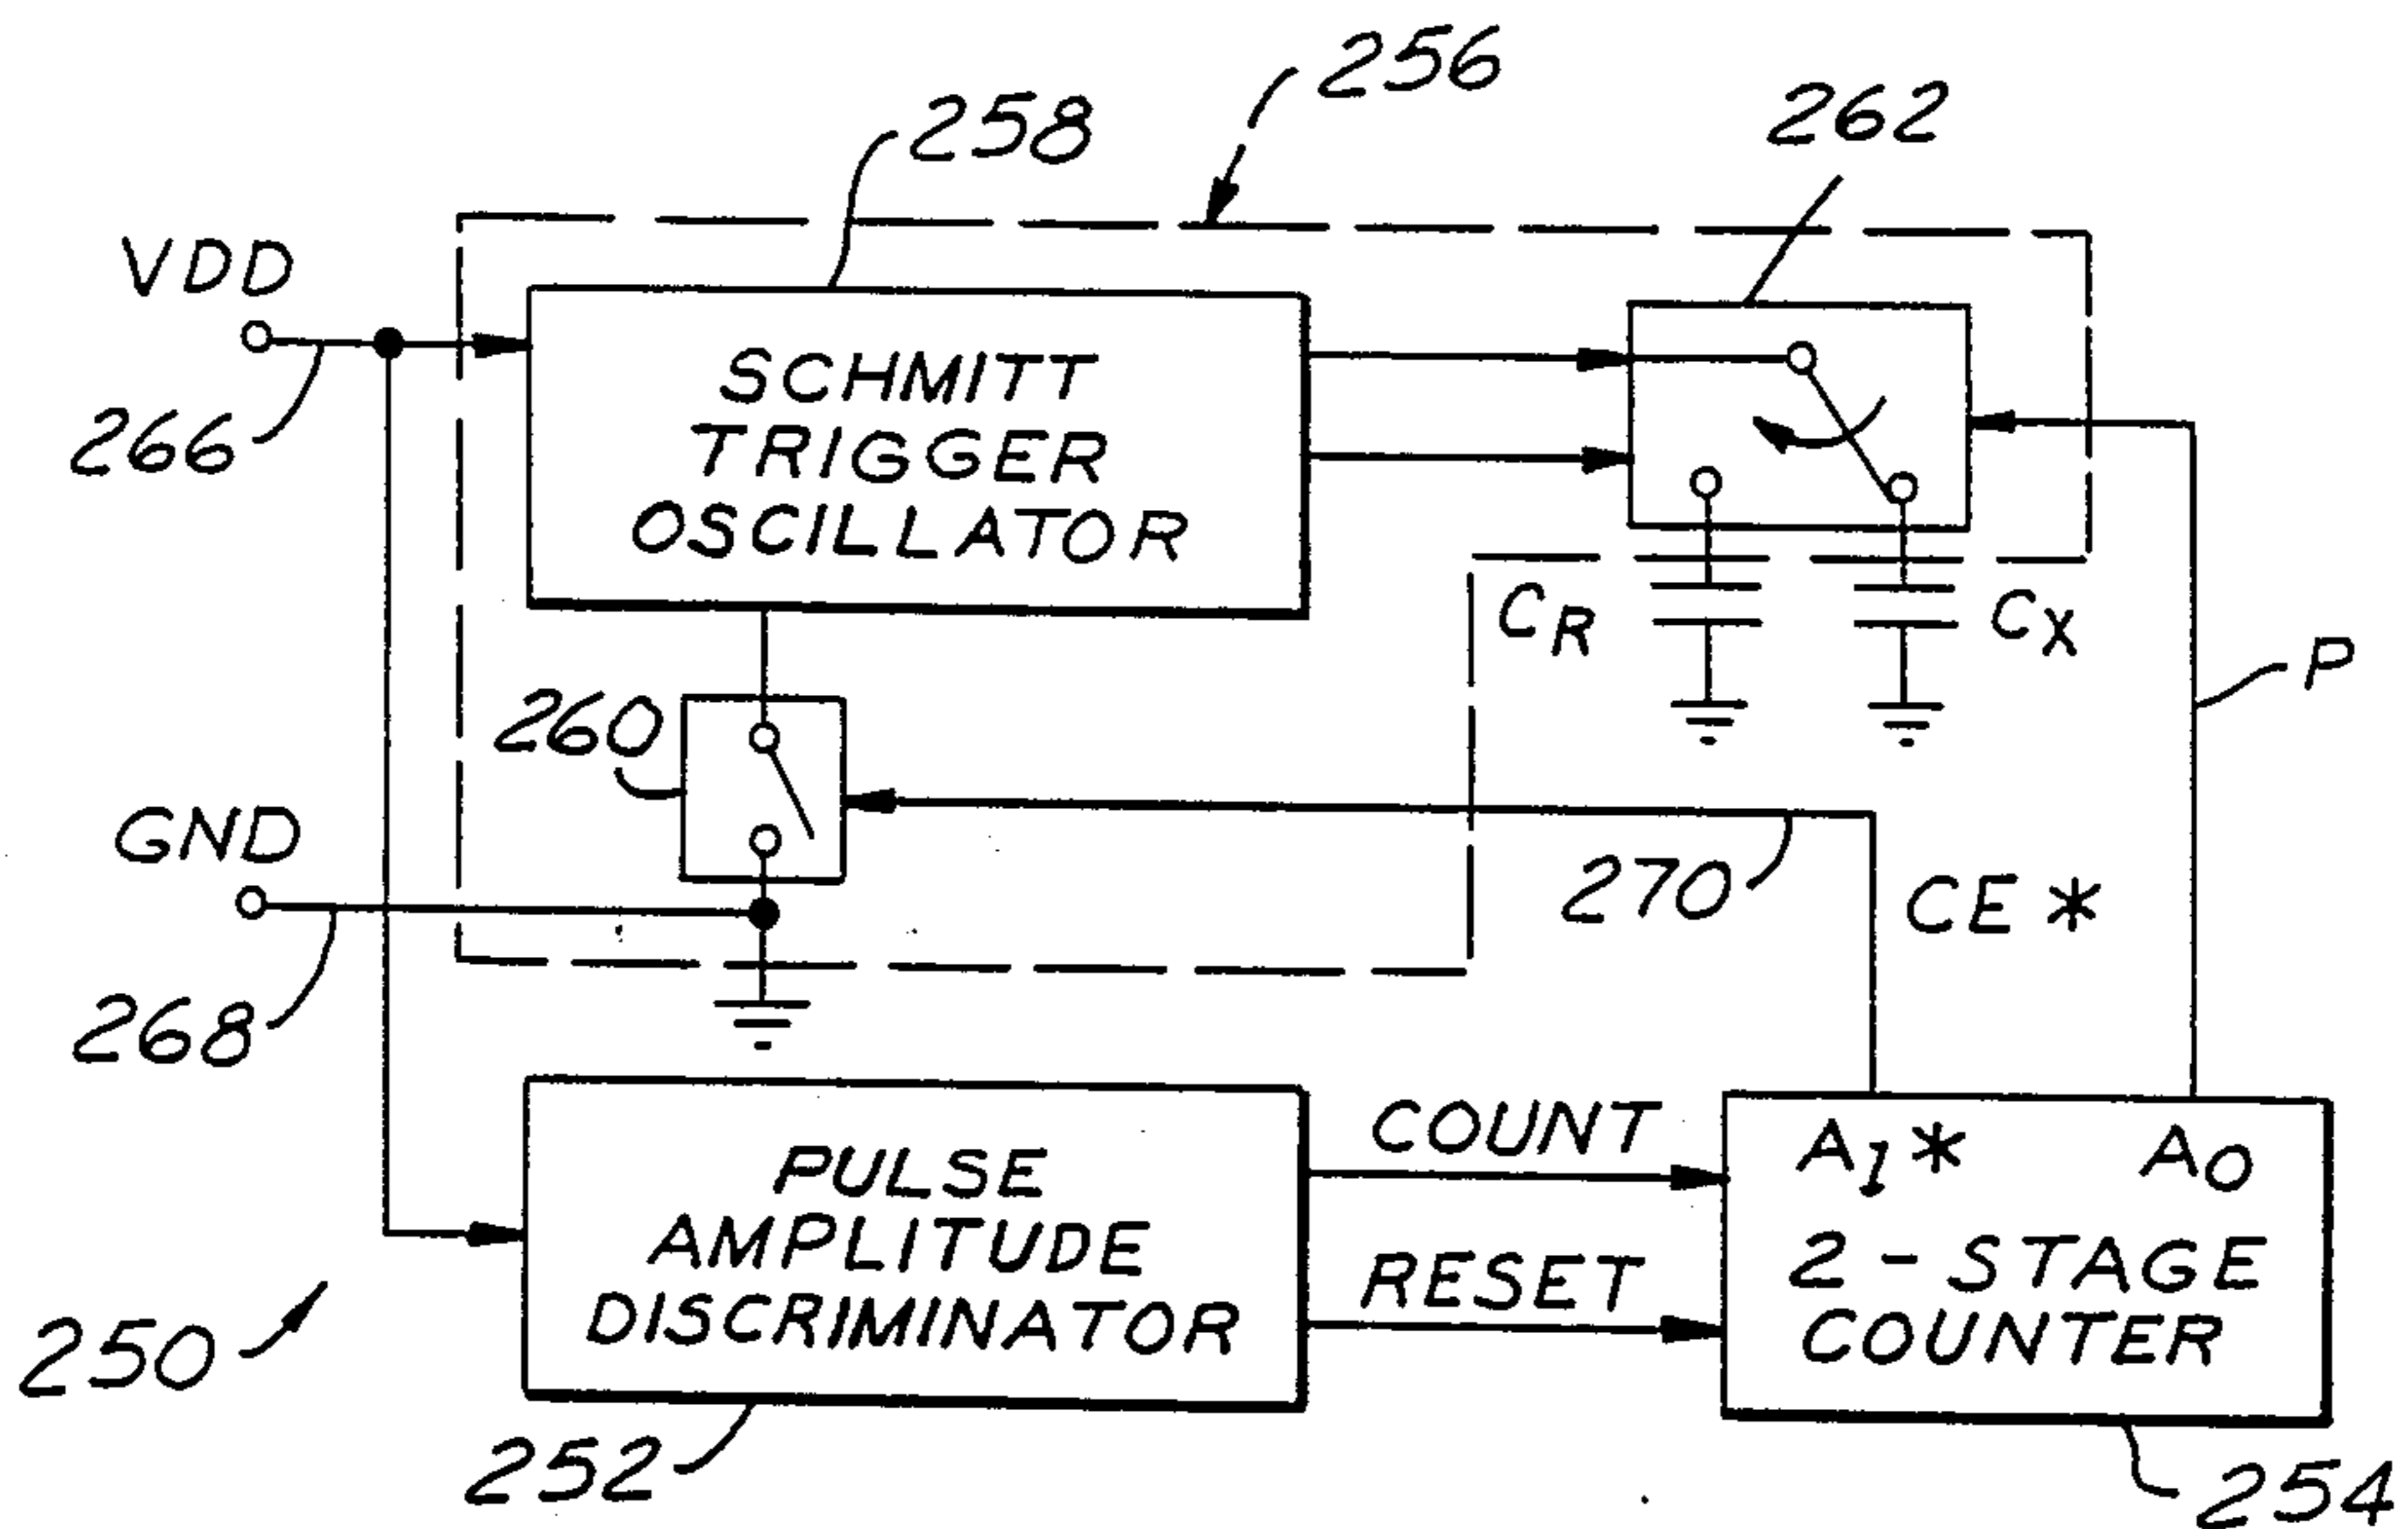 256
258
262
VDD
266
SCHMITT
TRIGGER
OSCILLATOR
CR
CX
P
260
GND
268
270
CE *
250
PULSE
AMPLITUDE
DISCRIMINATOR
252
COUNT
RESET
A1* A0
2 - STAGE
COUNTER
254